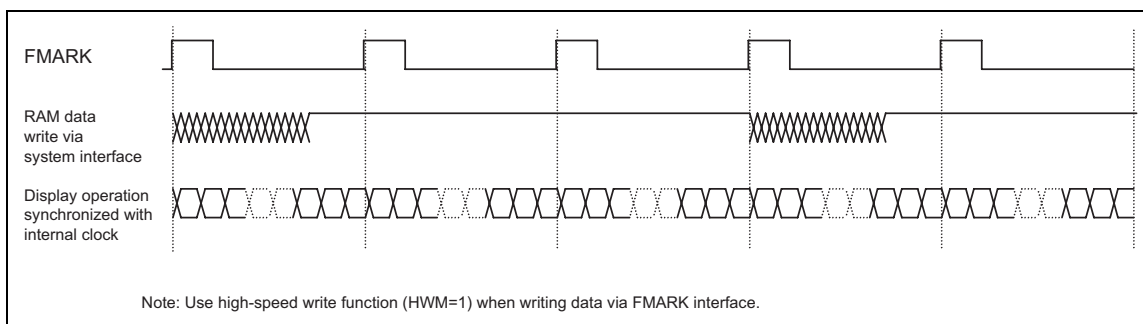 FMARK
RAM data
write via
system interface
Display operation
synchronized with
internal clock
Note: Use high-speed write function (HWM=1) when writing data via FMARK interface.